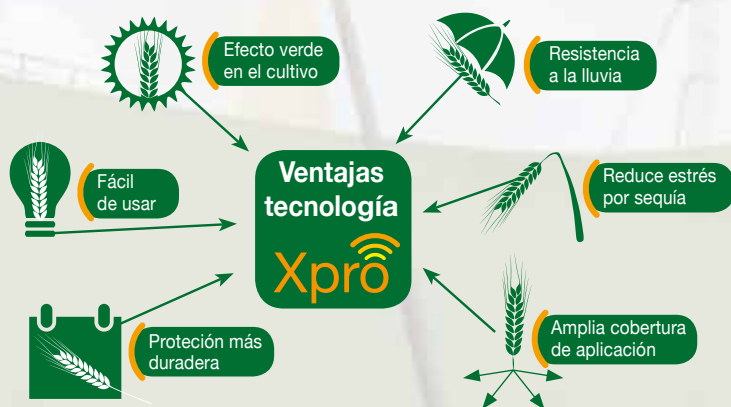 Efecto verde
en el cultivo
Resistencia
a la lluvia
Fácil
de usar
Ventajas
tecnología
Xpro
Reduce estrés
por sequía
Proteción más
duradera
Amplia cobertura
de aplicación